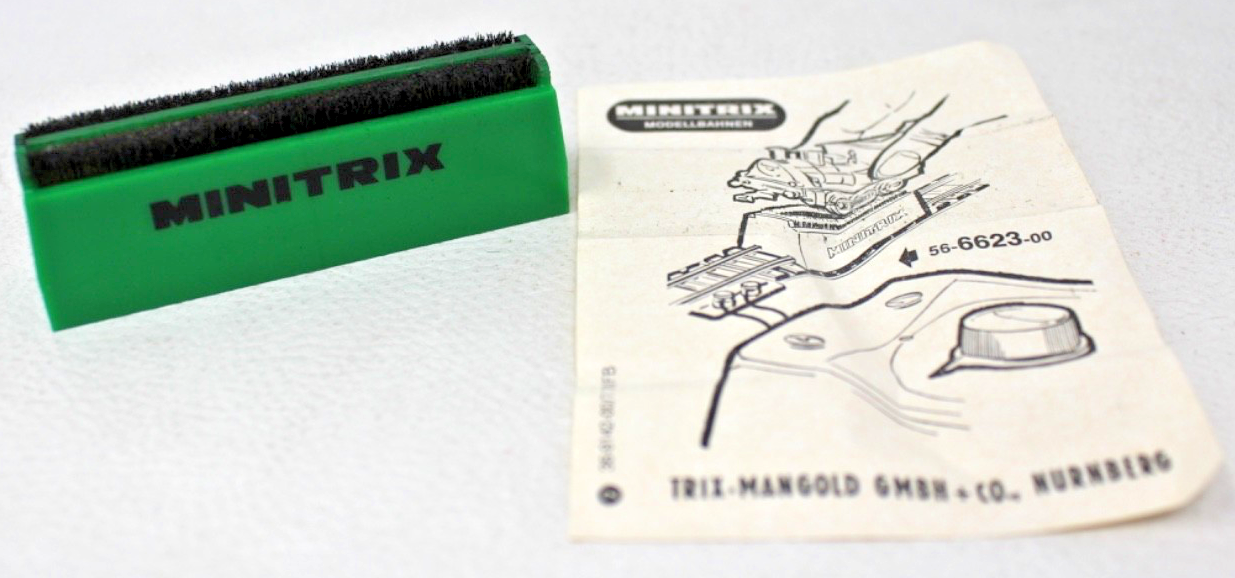 MINITRIX
MINITRIX
MODELLBAHNEN
MINITRIX
56-6623-00
TRIX-MANGOLD GMBH + CO., NURNBERG